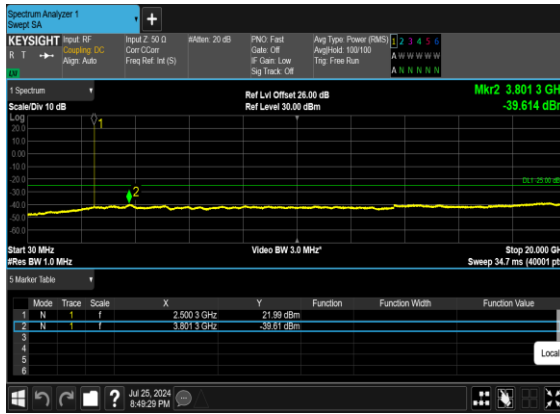 Spectrum Analyzer 1
Swept SA
KEYSIGHT Input: RF Input Z: 50 Ω #Atten: 20 dB PNO: Fast Avg Type: Power (RMS) 1 2 3 4 5 6
R T Coupling: DC Corr CCorr Gate: Off Avg|Hold: 100/100 A W W W W W
Align: Auto Freq Ref: Int (S) IF Gain: Low Trig: Free Run
Sig Track: Off A N N N N N
1 Spectrum Ref Lvl Offset 26.00 dB Mkr2 3.801 3 GH
Scale/Div 10 dB Ref Level 30.00 dBm -39.614 dBr
Log
20.0
10.0
0.00
-10.0
-20.0
-30.0
-40.0
-50.0
-60.0
1
2
DL1 -25.00 dB
Start 30 MHz Video BW 3.0 MHz* Stop 20.000 GH
#Res BW 1.0 MHz Sweep 34.7 ms (40001 pts
5 Marker Table
Mode Trace Scale X Y Function Function Width Function Value
1 N 1 f 2.500 3 GHz 21.99 dBm
2 N 1 f 3.801 3 GHz -39.61 dBm
3
4
5
6
Local
Jul 25, 2024
8:49:29 PM